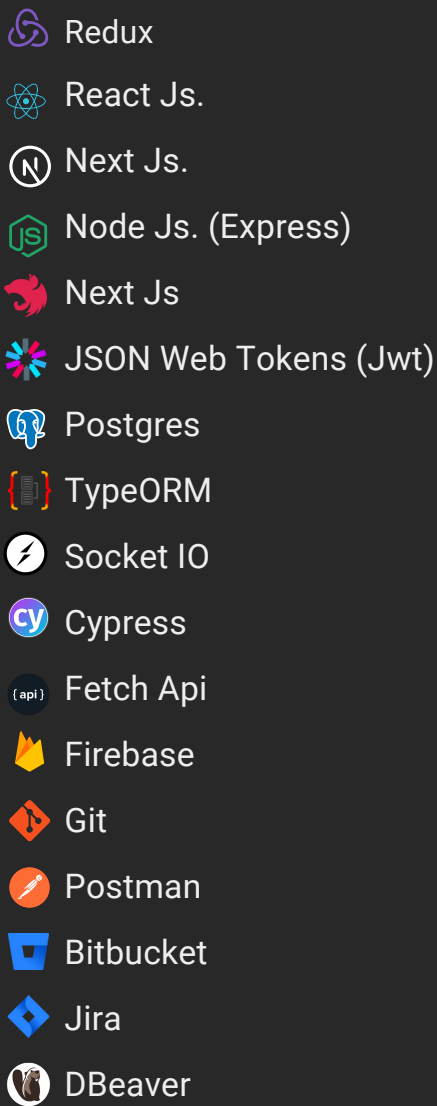 Redux
React Js.
Next Js.
Node Js. (Express)
Next Js
JSON Web Tokens (Jwt)
Postgres
TypeORM
Socket IO
Cypress
Fetch Api
Firebase
Git
Postman
Bitbucket
Jira
DBeaver